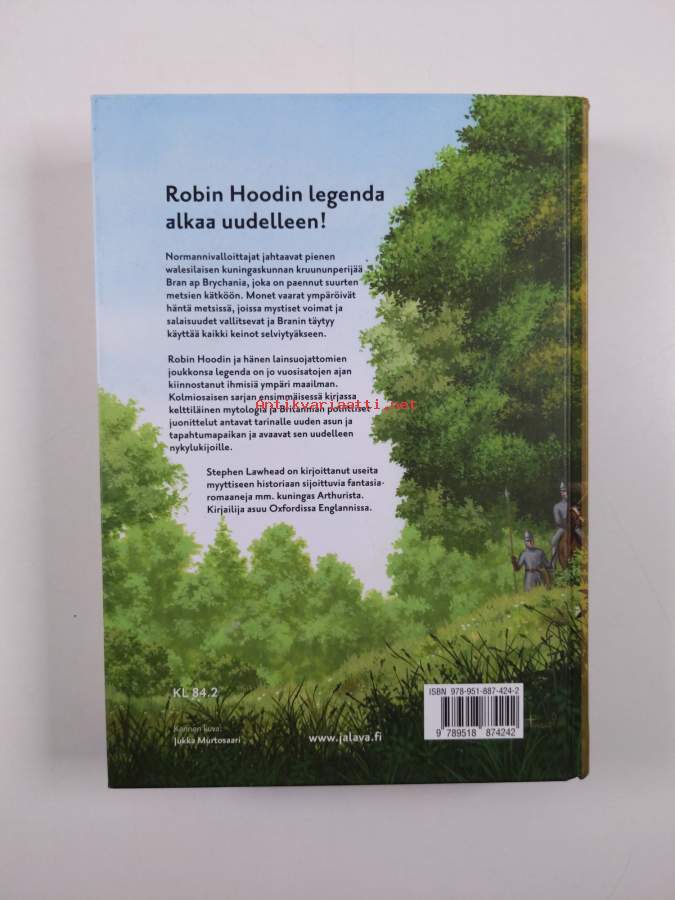 Robin Hoodin legenda
alkaa uudelleen!
Normannivalloittajat jahtaavat pienen
walesilaisen kuningaskunnan kruununperijää
Bran ap Brychania, joka on paennut suurten
metsien kätköön. Monet vaarat ympäröivät
häntä metsissä, joissa mystiset voimat ja
salaisuudet vallitsevat ja Branin täytyy
käyttää kaikki keinot selviytyäkseen.
Robin Hoodin ja hänen lainsuojattomien
joukkonsa legenda on jo vuosisatojen ajan
kiinnostanut ihmisiä ympäri maailman.
Kolmiosaisen sarjan ensimmäisessä kirjassa
Antikvariaatti.net
kelttiläinen mytologia ja Britannian poliittiset
juonittelut antavat tarinalle uuden asun ja
tapahtumapaikan ja avaavat sen uudelleen
nykylukijoille.
Stephen Lawhead on kirjoittanut useita
myyttiseen historiaan sijoittuvia fantasia-
romaaneja mm. kuningas Arthurista.
Kirjailija asuu Oxfordissa Englannissa.
KL 84.2
Kannen kuva:
Jukka Murtosaari
www.jalava.fi
ISBN 978-951-887-424-2
9 789518 874242